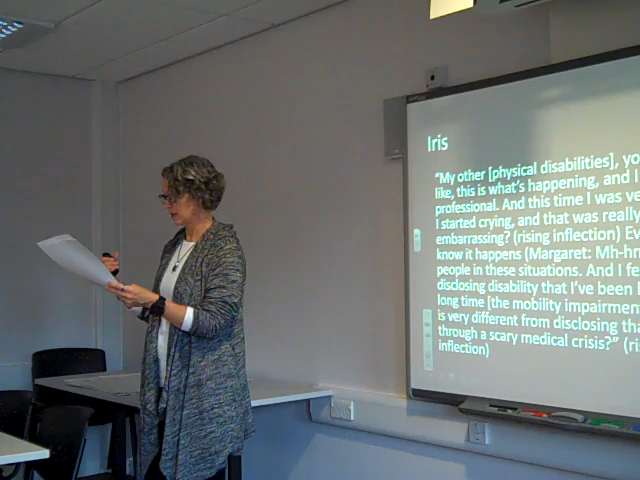 Iris
"My other [physical disabilities], yo
like, this is what's happening, and I
professional. And this time I was ve
I started crying, and that was really
embarrassing? (rising inflection) Ev
know it happens (Margaret: Mh-hm
people in these situations. And I fe
disclosing disability that I've been l
long time [the mobility impairmen
is very different from disclosing tha
through a scary medical crisis?" (ri
inflection)